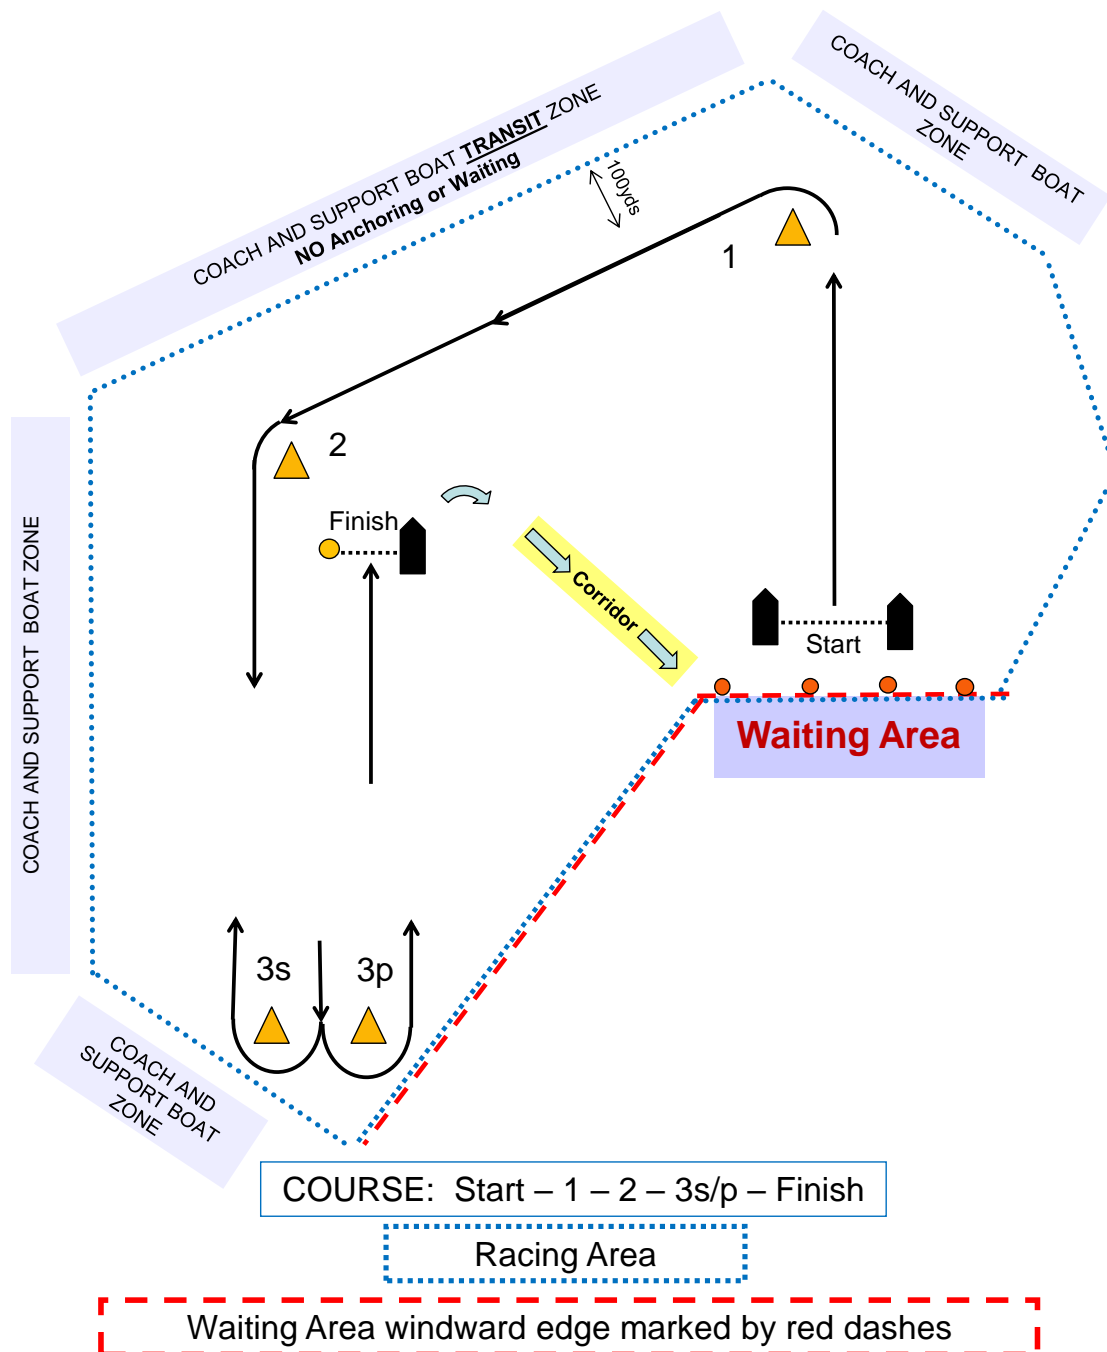 COACH AND SUPPORT BOAT TRANSIT ZONE
NO Anchoring or Waiting
COACH AND SUPPORT BOAT
ZONE
100yds
1
2
Finish
Corridor
Start
Waiting Area
COACH AND SUPPORT BOAT ZONE
3s
3p
COACH AND
SUPPORT BOAT
ZONE
COURSE: Start – 1 – 2 – 3s/p – Finish
Racing Area
Waiting Area windward edge marked by red dashes